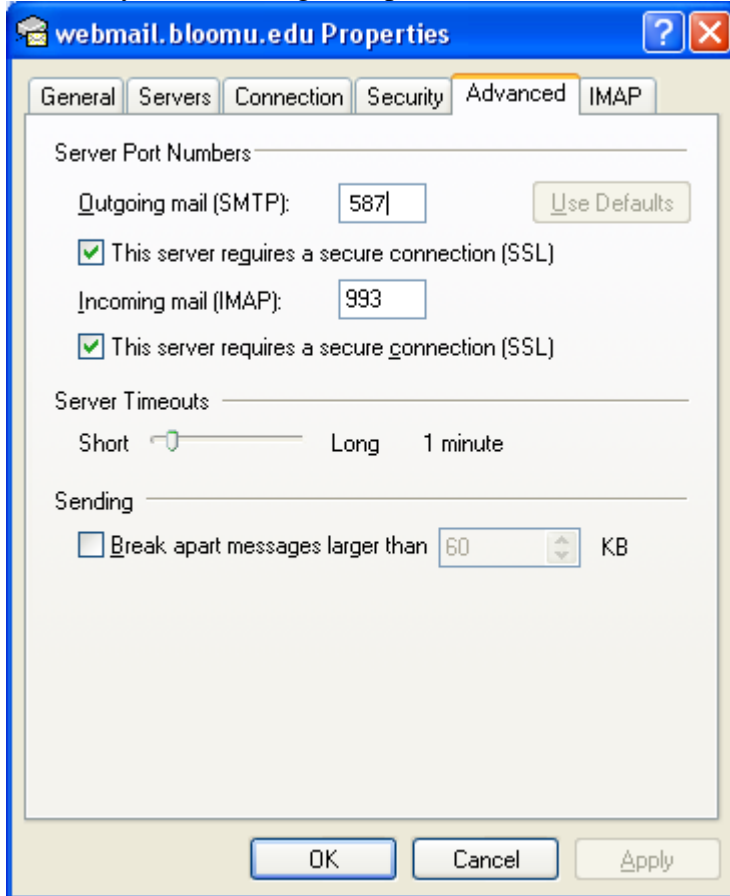 webmail.bloomu.edu Properties
General Servers Connection Security Advanced IMAP
Server Port Numbers
Outgoing mail (SMTP): 587 Use Defaults
This server requires a secure connection (SSL)
Incoming mail (IMAP): 993
This server requires a secure connection (SSL)
Server Timeouts
Short Long 1 minute
Sending
Break apart messages larger than 60 KB
OK Cancel Apply